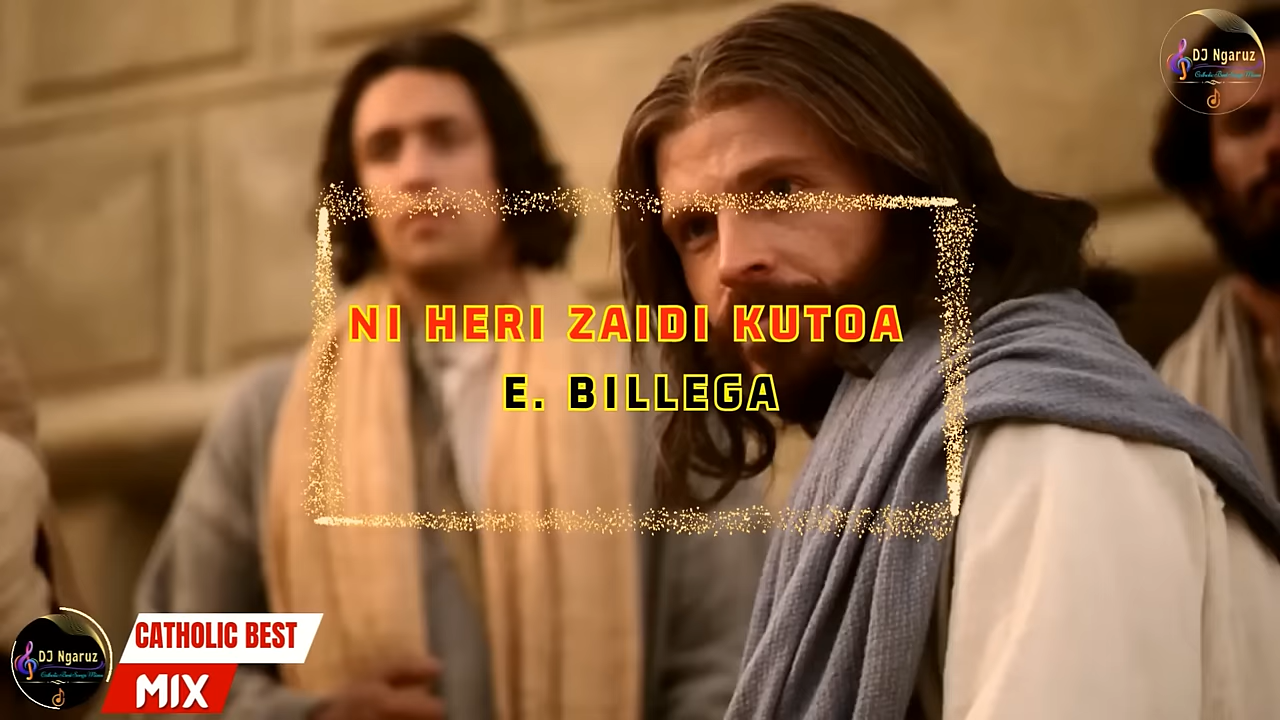 DJ Ngaruz
NI HERI ZAIDI KUTOA
E. BILLEGA
DJ Ngaruz
CATHOLIC BEST
MIX